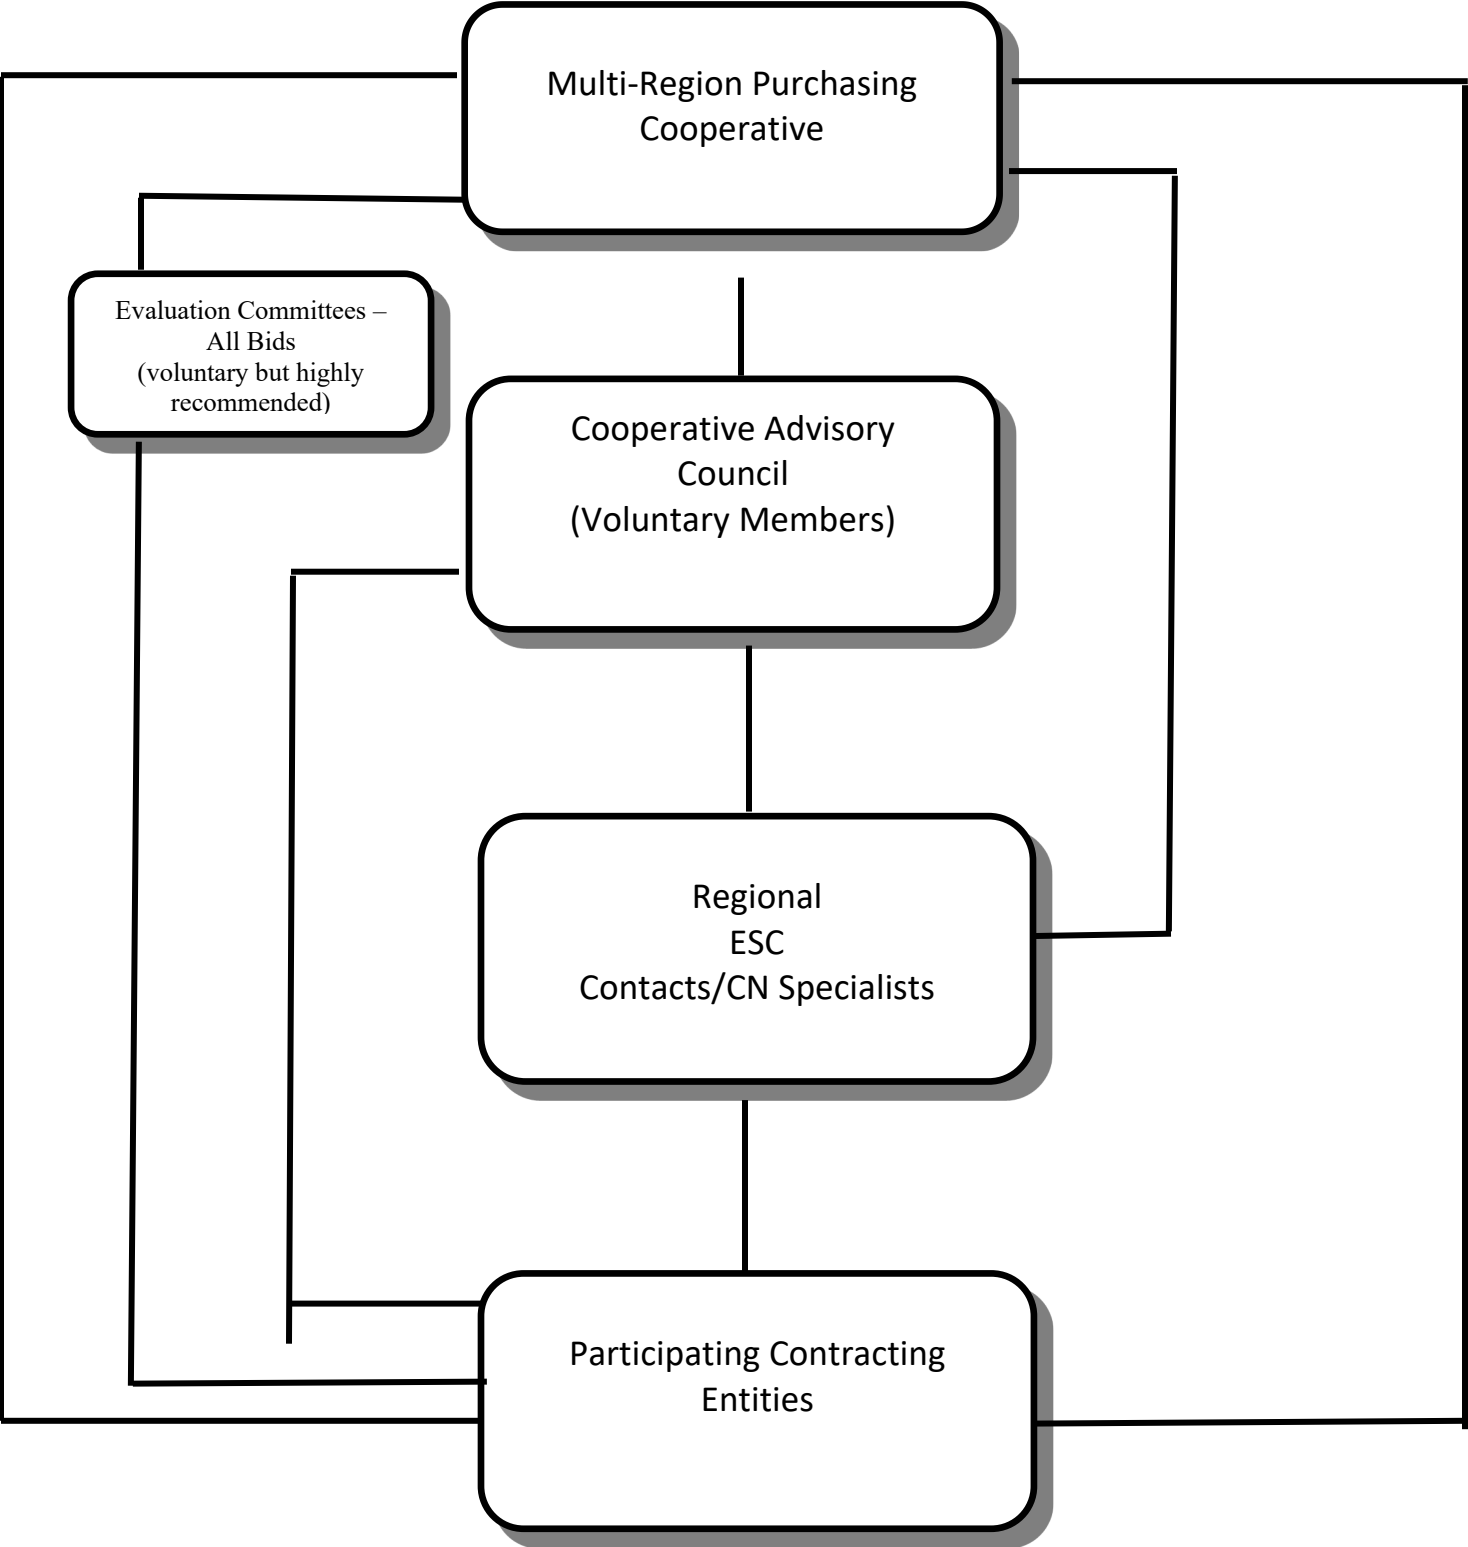 Multi-Region Purchasing
Cooperative
Evaluation Committees –
All Bids
(voluntary but highly
recommended)
Cooperative Advisory
Council
(Voluntary Members)
Regional
ESC
Contacts/CN Specialists
Participating Contracting
Entities